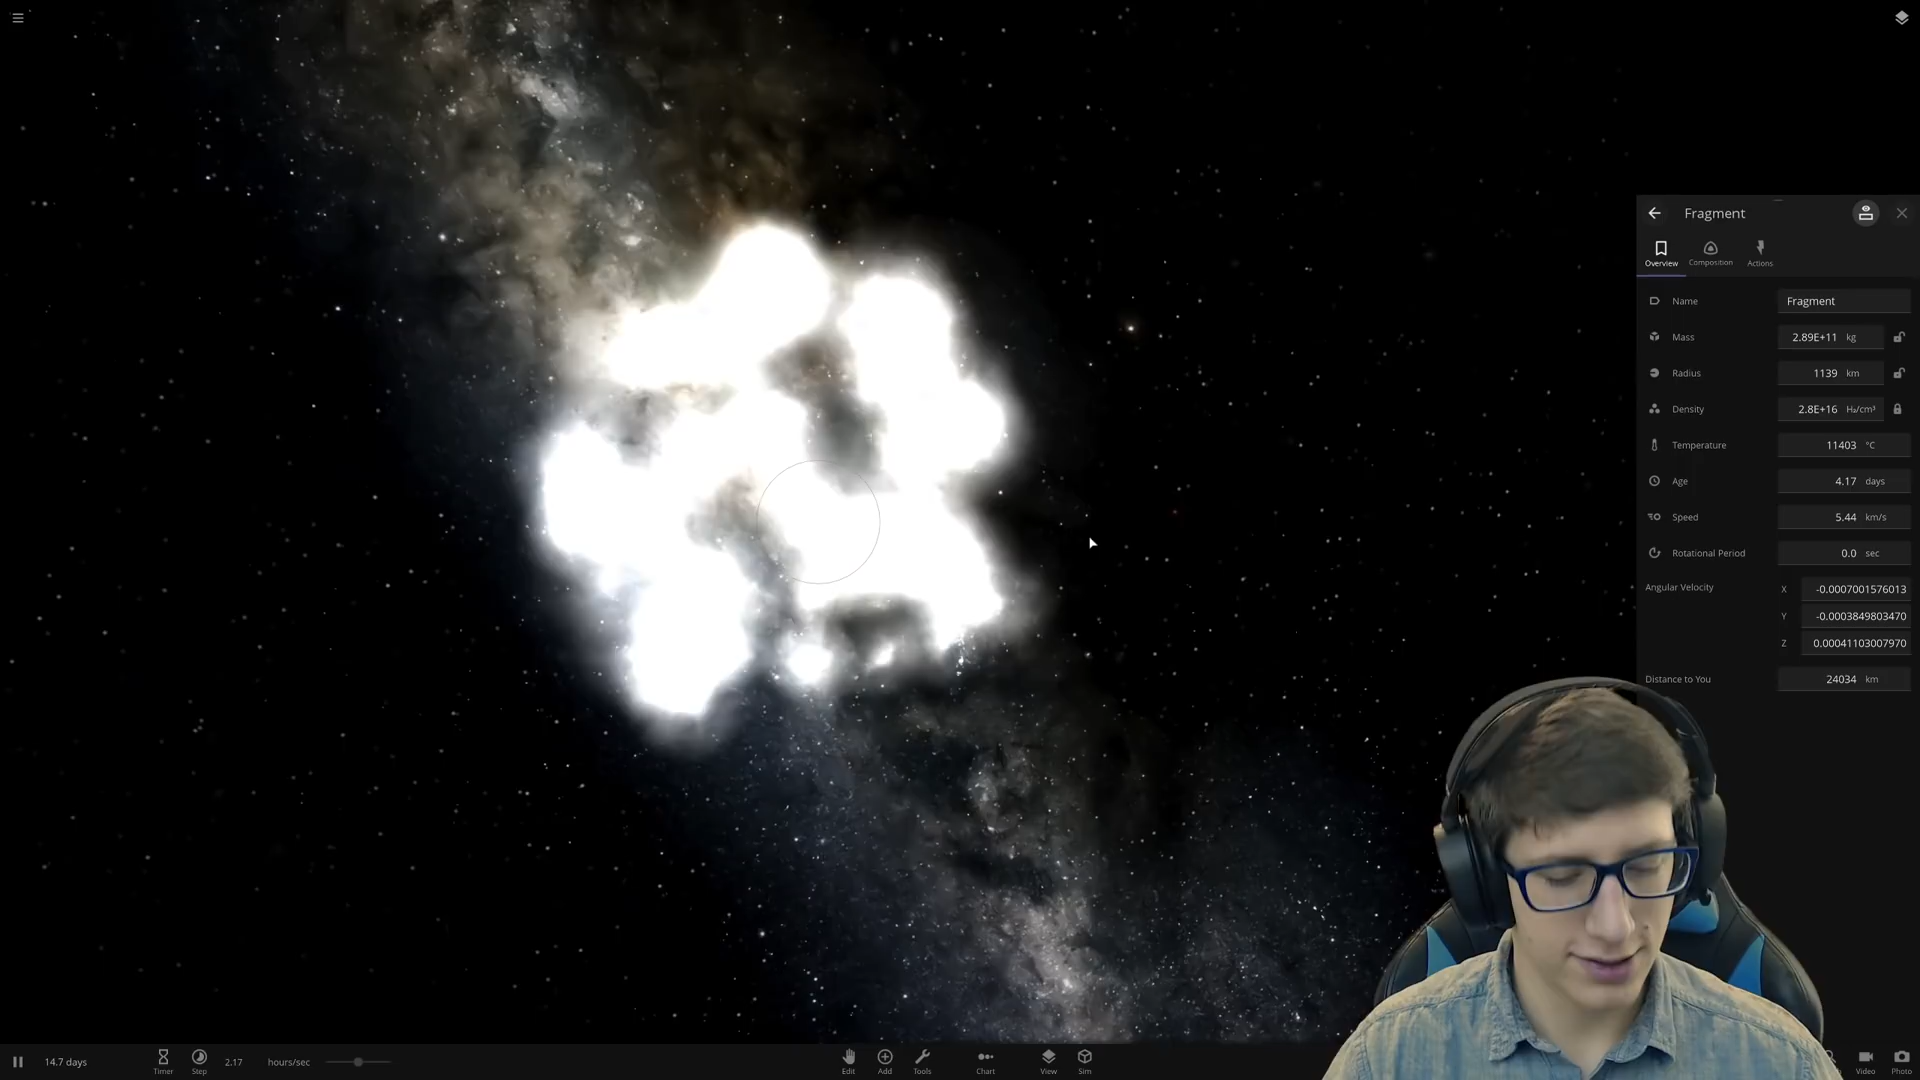 Fragment
Overview
Composition
Actions
Name Fragment
Mass 2.89E+11 kg
Radius 1139 km
Density 2.8E+16 H₂/cm³
Temperature 11403 °C
Age 4.17 days
Speed 5.44 km/s
Rotational Period 0.0 sec
Angular Velocity X -0.0007001576013
Y -0.0003849803470
Z 0.00041103007970
Distance to You 24034 km
14.7 days
Timer
Step
2.17 hours/sec
Edit
Add
Tools
Chart
View
Sim
Video
Photo